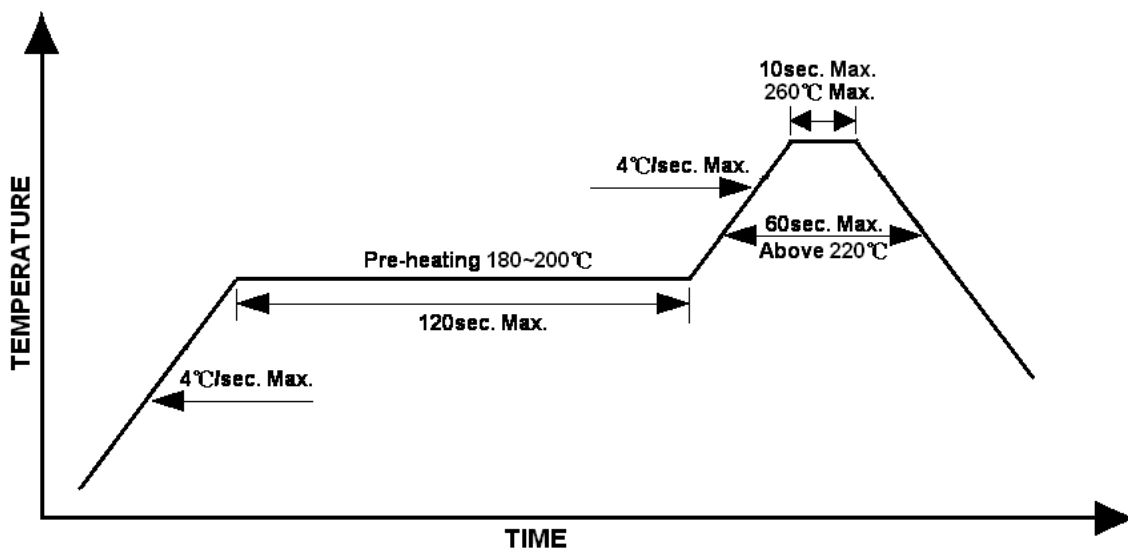 10sec. Max.
260℃ Max.
4℃/sec. Max.
60sec. Max.
Above 220℃
Pre-heating 180~200℃
120sec. Max.
4℃/sec. Max.
TEMPERATURE
TIME